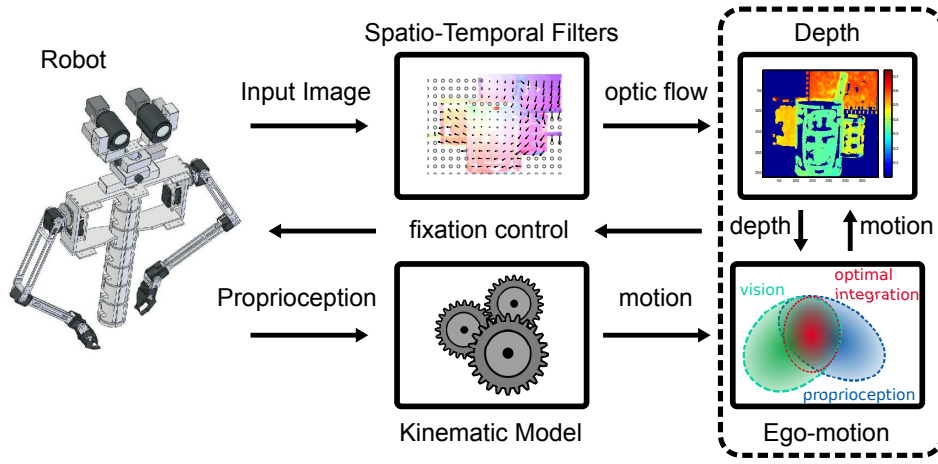 Spatio-Temporal Filters
Depth
Robot
Input Image
optic flow
depth
motion
fixation control
Proprioception
motion
optimal
integration
vision
proprioception
Kinematic Model
Ego-motion